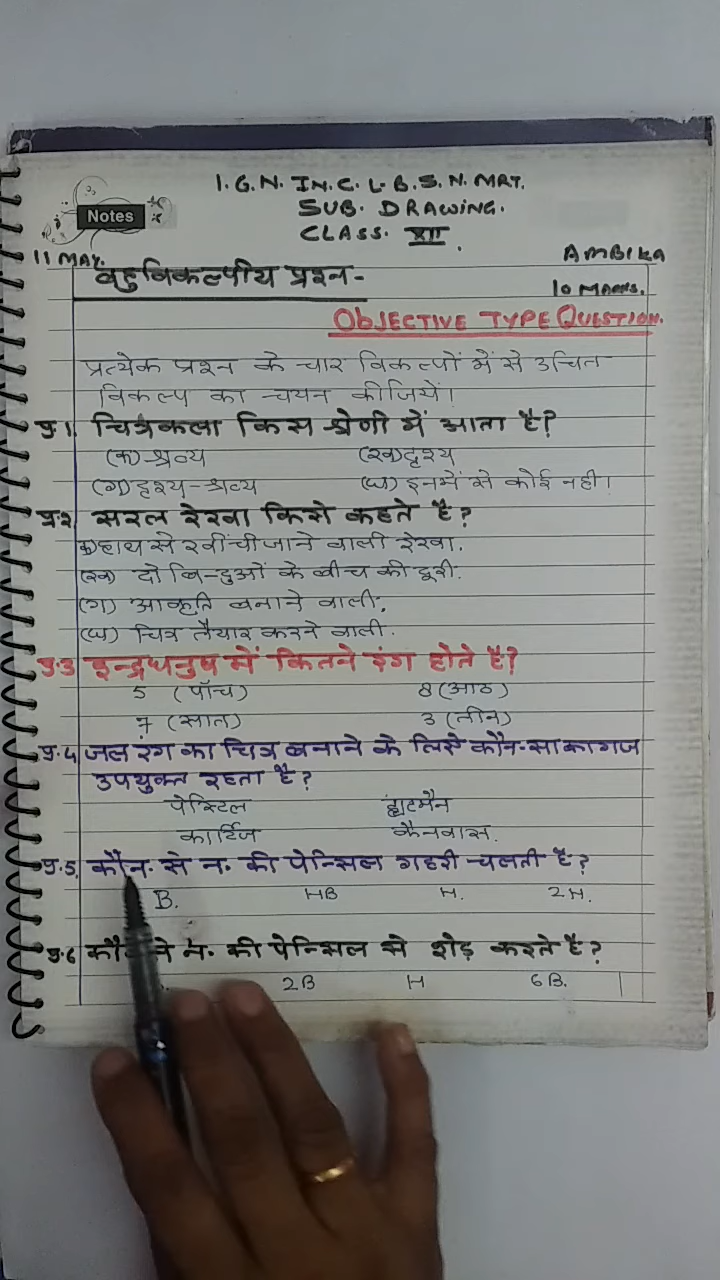 I.G.N. IN.C. L.B.S.N. MRT.
Notes
SUB. DRAWING.
CLASS. XII.
11 MAY.
AMBIKA
बहुविकल्पीय प्रश्न-
10 MARKS.
OBJECTIVE TYPE QUESTION.
प्रत्येक प्रश्न के चार विकल्पों में से उचित
विकल्प का चयन कीजिये।
प्र.1 चित्रकला किस श्रेणी में आता है?
(क) श्रव्य (ख) दृश्य
(ग) दृश्य-श्रव्य (घ) इनमें से कोई नही।
प्र.२ सरल रेखा किसे कहते है?
(क) हाथ से खींची जाने वाली रेखा.
(ख) दो बिन्दुओं के बीच की दूरी.
(ग) आकृति बनाने वाली.
(घ) चित्र तैयार करने वाली.
प्र.3 इन्द्रधनुष में कितने रंग होते है?
5 (पाँच) 8 (आठ)
7 (सात) 3 (तीन)
प्र.4 जल रंग का चित्र बनाने के लिये कौन-सा कागज
उपयुक्त रहता है?
पेस्टिल ह्वाटमैन
कार्टिज कैनवास.
प्र.5. कौन. से न. की पेन्सिल गहरी चलती है?
B. HB H. 2H.
प्र.6 न. की पेन्सिल से शेड़ करते है?
2B H 6B.